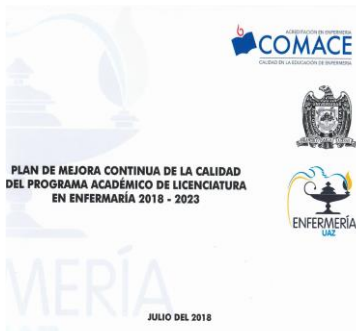 ACREDITACIÓN EN ENFERMERÍA
COMACE
CALIDAD EN LA EDUCACIÓN DE ENFERMERÍA
PLAN DE MEJORA CONTINUA DE LA CALIDAD
DEL PROGRAMA ACADÉMICO DE LICENCIATURA
EN ENFERMARÍA 2018 - 2023
ENFERMERÍA
UAZ
MERÍA
UAZ
JULIO DEL 2018